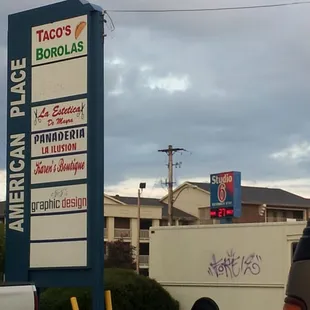 AMERICAN PLACE
TACO'S
BOROLAS
La Estetica
De Mayra
PANADERIA
LA ILUSION
Karen's Boutique
graphic design
Studio
6